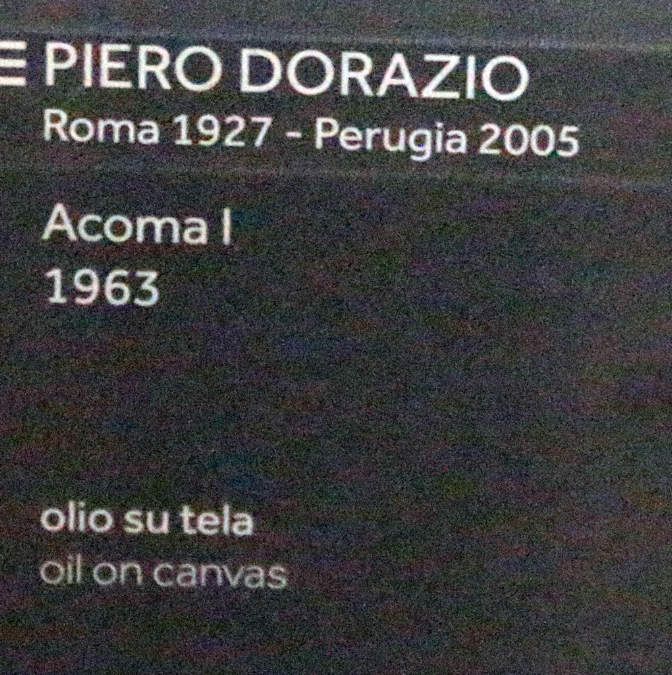 PIERO DORAZIO
Roma 1927 - Perugia 2005
Acoma I
1963
olio su tela
oil on canvas